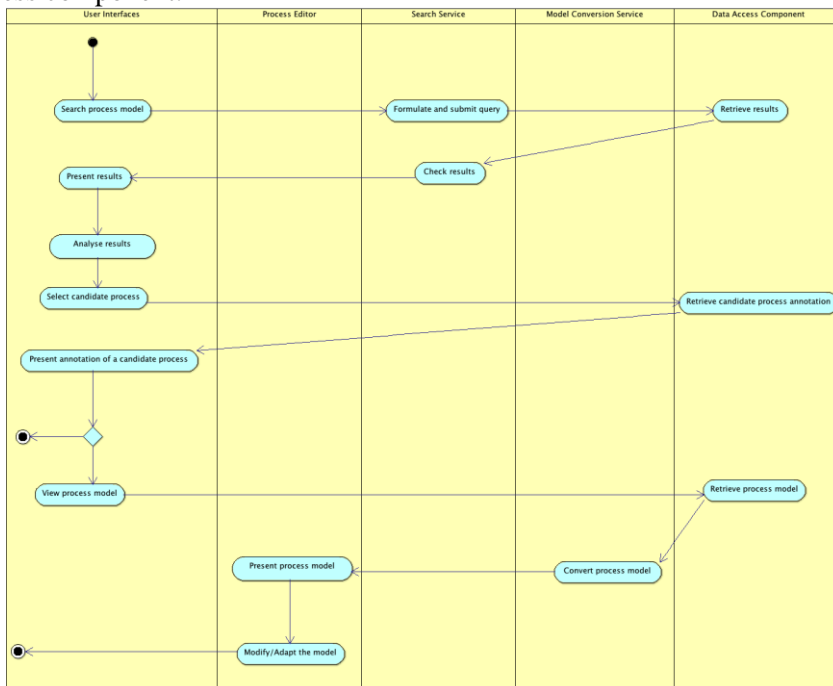 User Interfaces Process Editor Search Service Model Conversion Service Data Access Component
Search process model Formulate and submit query Retrieve results
Present results Check results
Analyse results
Select candidate process Retrieve candidate process annotation
Present annotation of a candidate process
View process model Retrieve process model
Present process model Convert process model
Modify/Adapt the model